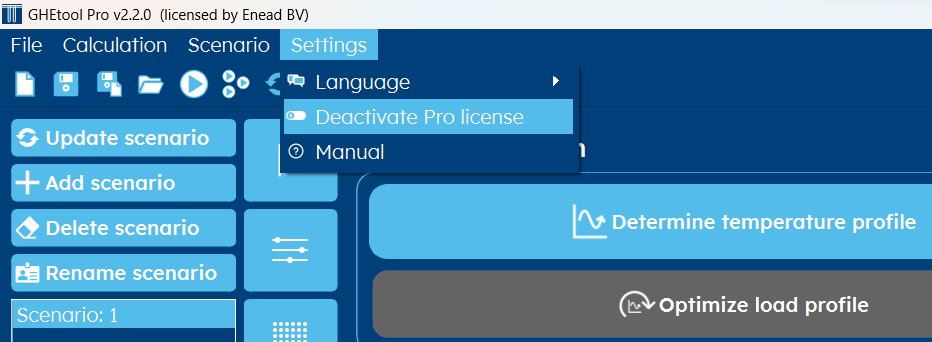 GHEtool Pro v2.2.0 (licensed by Enead BV)
File Calculation Scenario Settings
Language
Deactivate Pro license
Manual
Update scenario
Add scenario
Delete scenario
Rename scenario
Scenario: 1
Determine temperature profile
Optimize load profile